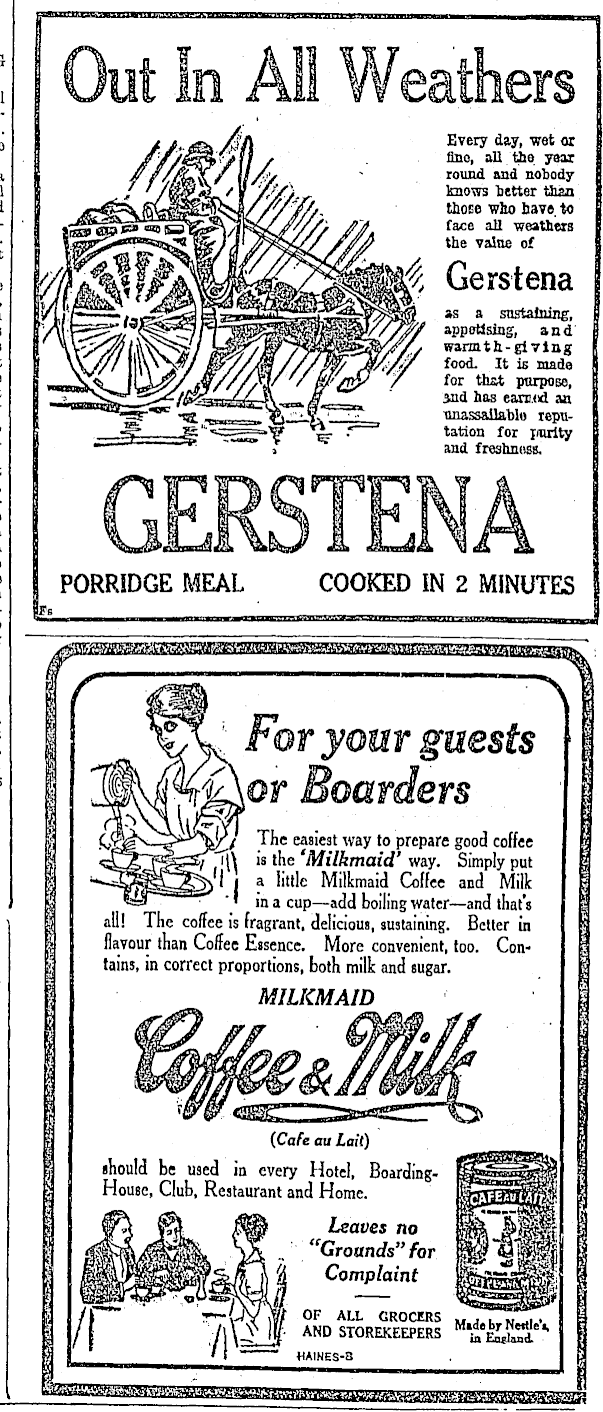 Out In All Weathers
Every day, wet or
fine, all the year
round and nobody
knows better than
those who have to
face all weathers
the value of
Gerstena
as a sustaining,
appetising, and
warmth-giving
food. It is made
for that purpose,
and has earned an
unassailable repu-
tation for purity
and freshness.
GERSTENA
PORRIDGE MEAL COOKED IN 2 MINUTES
F6
For your guests
or Boarders
The easiest way to prepare good coffee
is the 'Milkmaid' way. Simply put
a little Milkmaid Coffee and Milk
in a cup—add boiling water—and that's
all! The coffee is fragrant, delicious, sustaining. Better in
flavour than Coffee Essence. More convenient, too. Con-
tains, in correct proportions, both milk and sugar.
MILKMAID
Coffee & Milk
(Cafe au Lait)
should be used in every Hotel, Boarding-
House, Club, Restaurant and Home.
Leaves no
"Grounds" for
Complaint
OF ALL GROCERS
AND STOREKEEPERS
HAINES-8
CAFÉ AU LAIT
Made by Nestle's,
in England